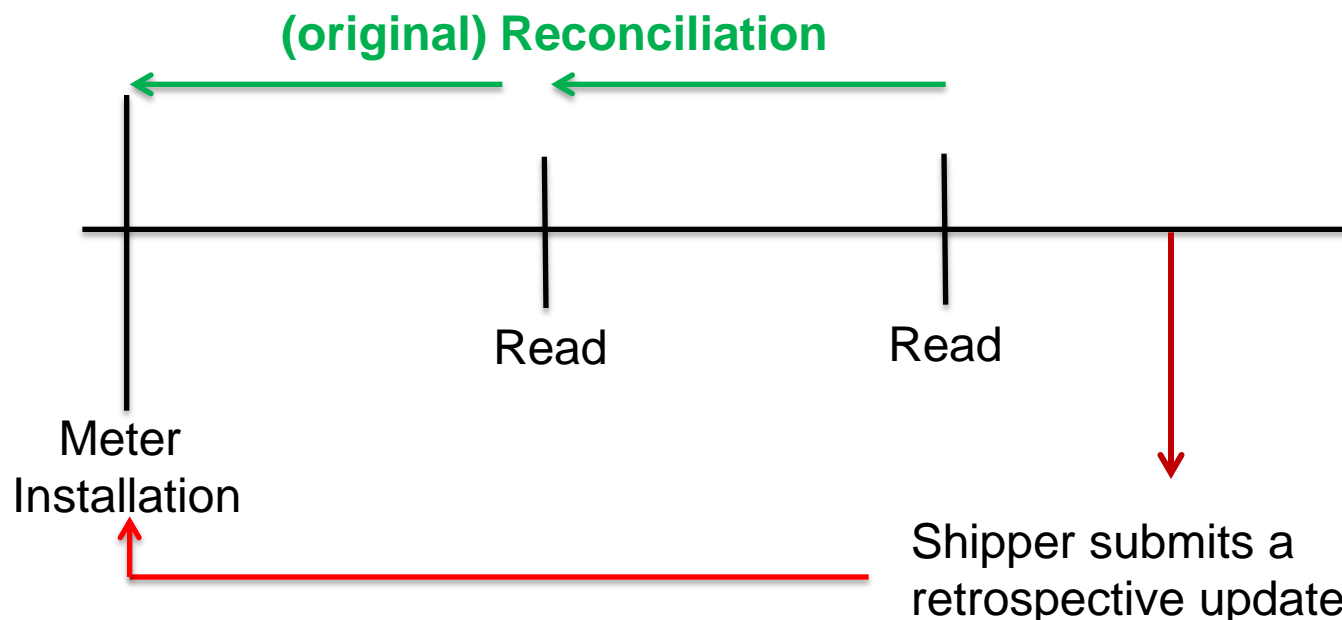 (original) Reconciliation
Read
Read
Meter
Installation
Shipper submits a
retrospective update